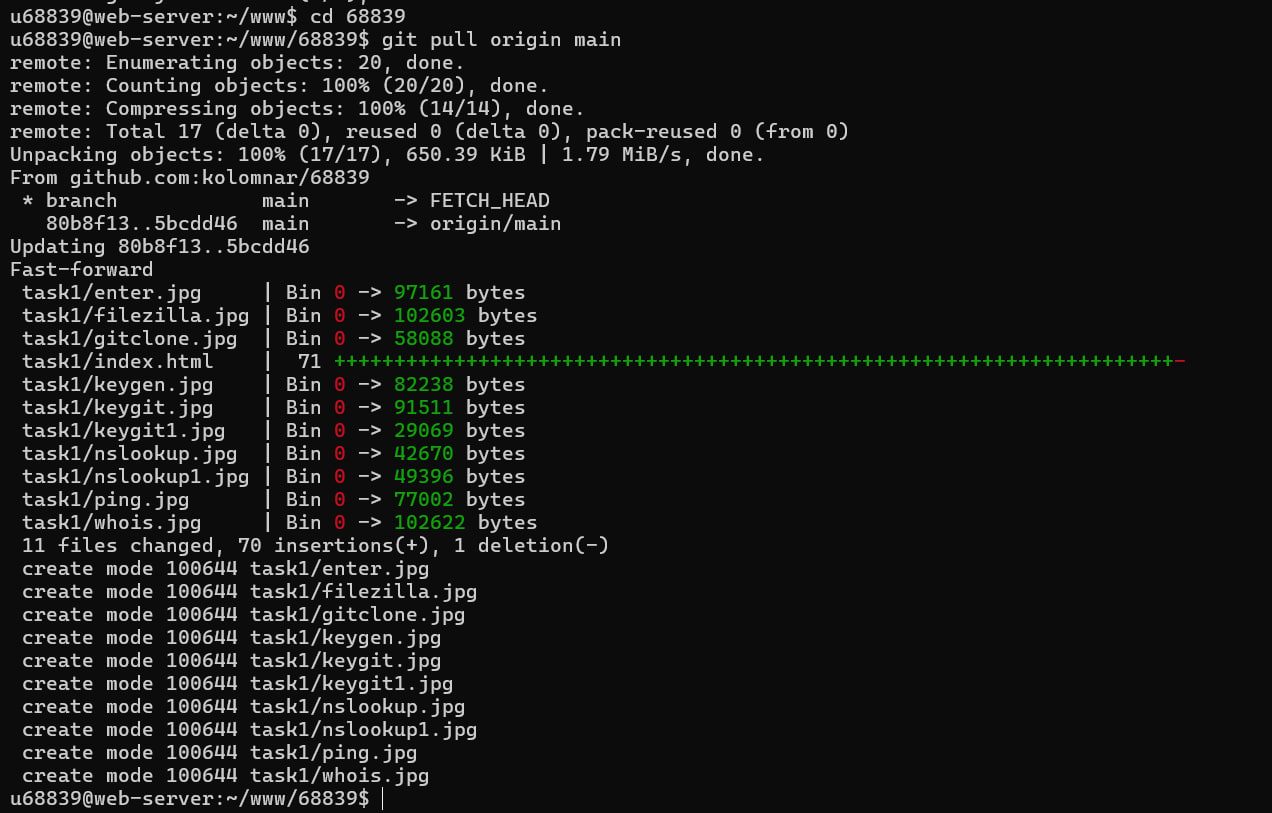 u68839@web-server:~/www$ cd 68839
u68839@web-server:~/www/68839$ git pull origin main
remote: Enumerating objects: 20, done.
remote: Counting objects: 100% (20/20), done.
remote: Compressing objects: 100% (14/14), done.
remote: Total 17 (delta 0), reused 0 (delta 0), pack-reused 0 (from 0)
Unpacking objects: 100% (17/17), 650.39 KiB | 1.79 MiB/s, done.
From github.com:kolomnar/68839
 * branch            main       -> FETCH_HEAD
   80b8f13..5bcdd46  main       -> origin/main
Updating 80b8f13..5bcdd46
Fast-forward
 task1/enter.jpg     | Bin 0 -> 97161 bytes
 task1/filezilla.jpg | Bin 0 -> 102603 bytes
 task1/gitclone.jpg  | Bin 0 -> 58088 bytes
 task1/index.html    |  71 ++++++++++++++++++++++++++++++++++++++++++++++++++++++++++++++++++++++-
 task1/keygen.jpg    | Bin 0 -> 82238 bytes
 task1/keygit.jpg    | Bin 0 -> 91511 bytes
 task1/keygit1.jpg   | Bin 0 -> 29069 bytes
 task1/nslookup.jpg  | Bin 0 -> 42670 bytes
 task1/nslookup1.jpg | Bin 0 -> 49396 bytes
 task1/ping.jpg      | Bin 0 -> 77002 bytes
 task1/whois.jpg     | Bin 0 -> 102622 bytes
 11 files changed, 70 insertions(+), 1 deletion(-)
 create mode 100644 task1/enter.jpg
 create mode 100644 task1/filezilla.jpg
 create mode 100644 task1/gitclone.jpg
 create mode 100644 task1/keygen.jpg
 create mode 100644 task1/keygit.jpg
 create mode 100644 task1/keygit1.jpg
 create mode 100644 task1/nslookup.jpg
 create mode 100644 task1/nslookup1.jpg
 create mode 100644 task1/ping.jpg
 create mode 100644 task1/whois.jpg
u68839@web-server:~/www/68839$